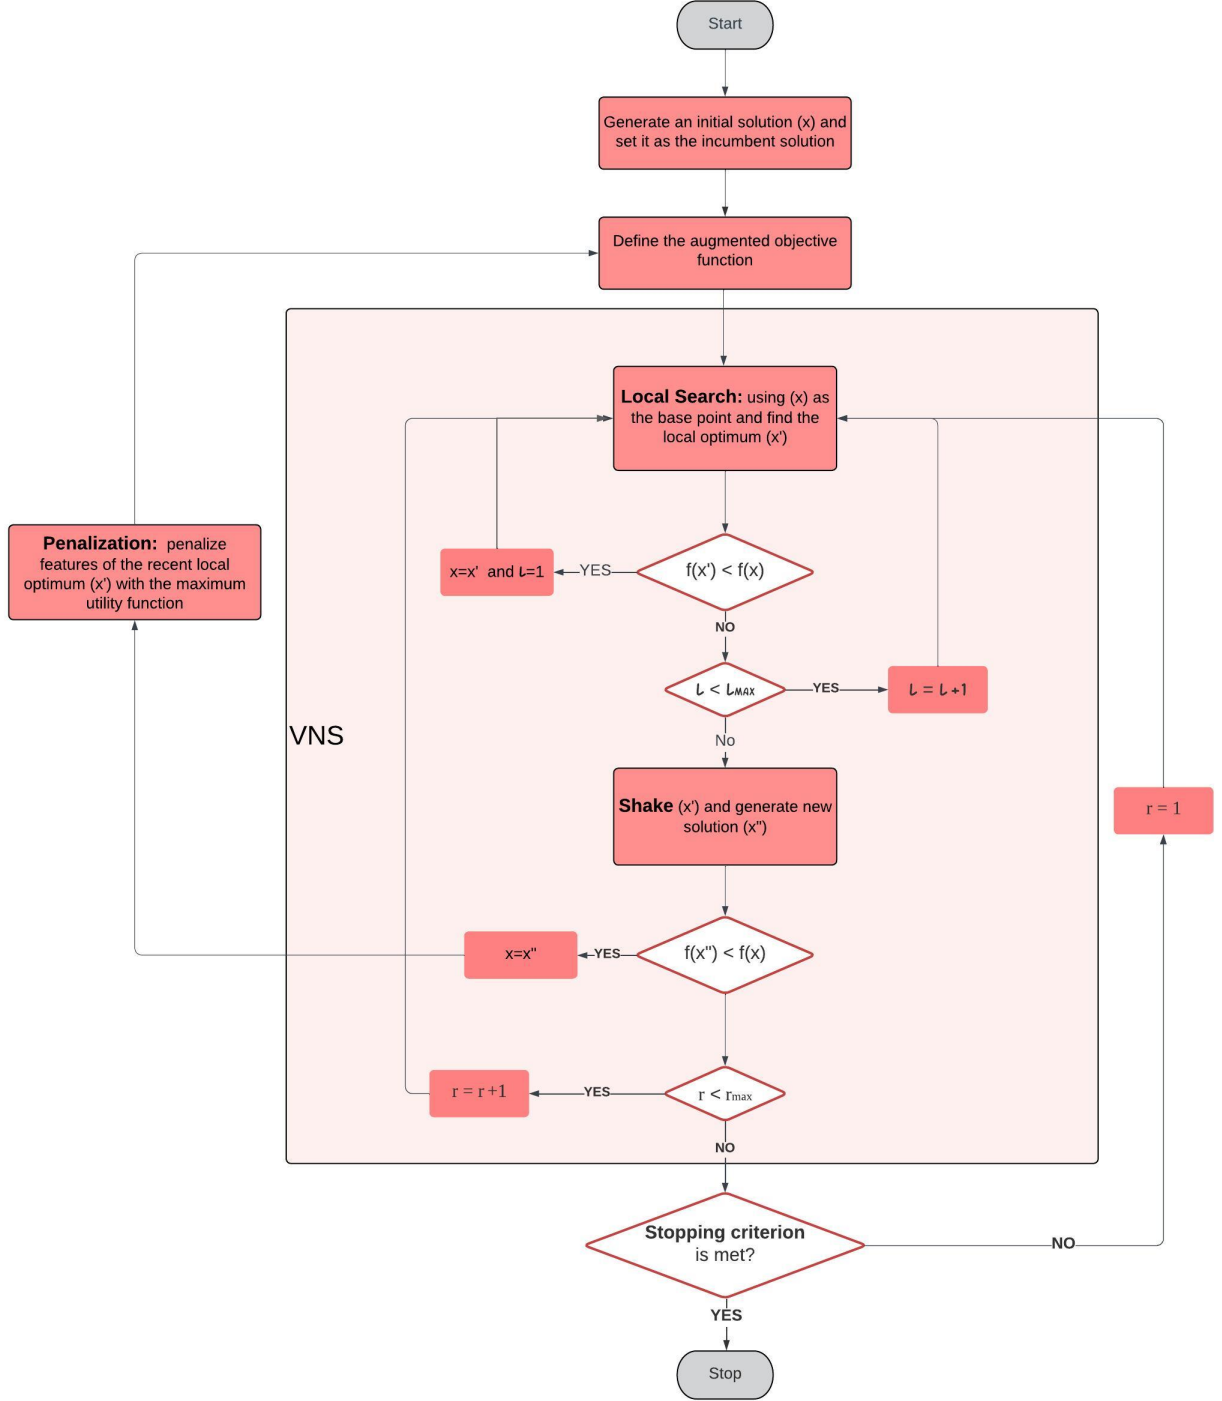 Start
Generate an initial solution (x) and
set it as the incumbent solution
Define the augmented objective
function
Local Search: using (x) as
the base point and find the
local optimum (x')
Penalization: penalize
features of the recent local
optimum (x') with the maximum
utility function
x=x' and ι=1
YES
f(x') < f(x)
NO
ι < ιMAX
YES
ι = ι +1
No
VNS
Shake (x') and generate new
solution (x")
r = 1
x=x"
YES
f(x") < f(x)
r = r +1
YES
r < rmax
NO
Stopping criterion
is met?
NO
YES
Stop